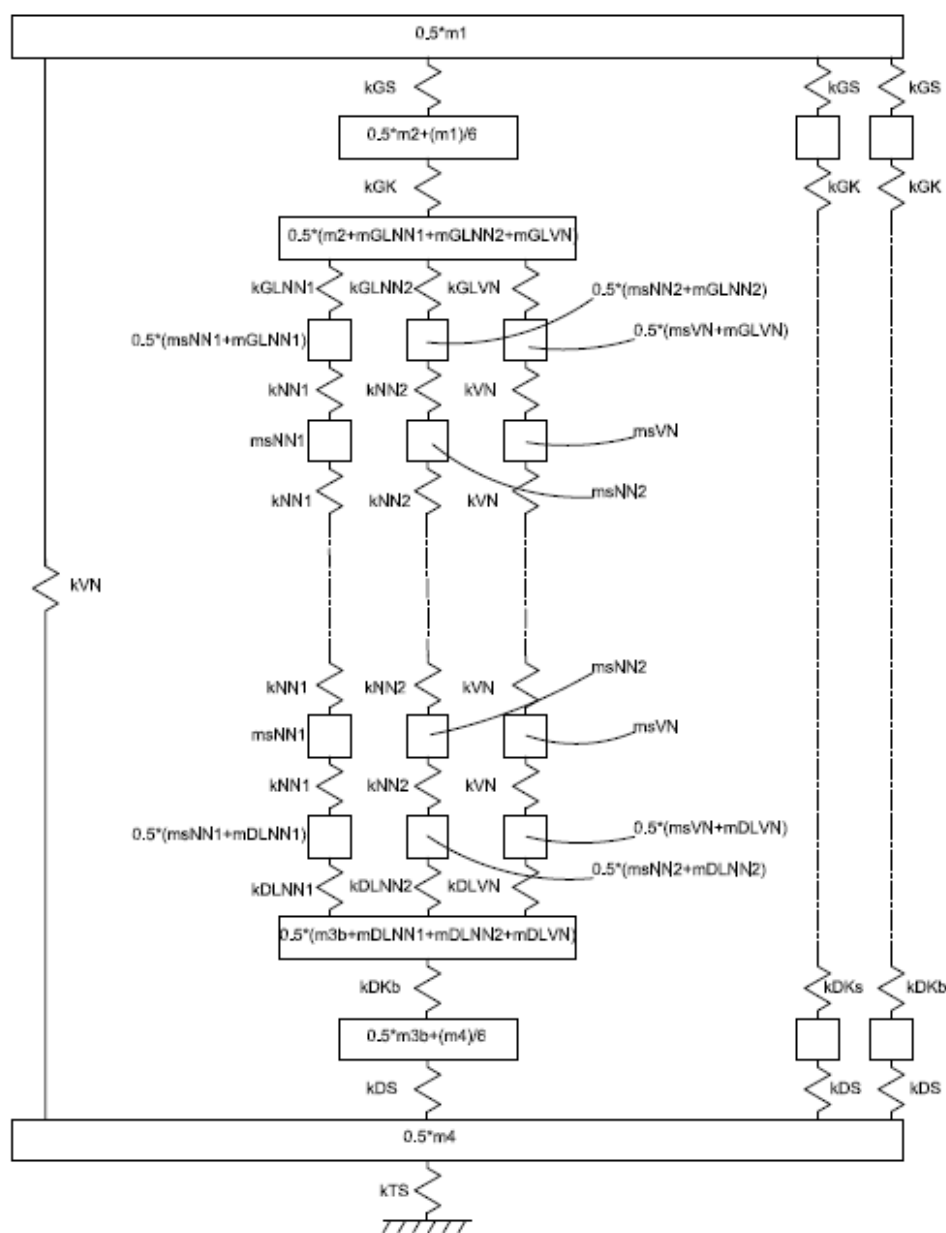 0.5*m1
kGS
kGS
kGS
0.5*m2+(m1)/6
kGK
kGK
kGK
0.5*(m2+mGLNN1+mGLNN2+mGLVN)
kGLNN1
kGLNN2
kGLVN
0.5*(msNN2+mGLNN2)
0.5*(msNN1+mGLNN1)
0.5*(msVN+mGLVN)
kNN1
kNN2
kVN
msNN1
msVN
kNN1
kNN2
kVN
msNN2
kVN
kNN1
kNN2
kVN
msNN2
msNN1
msVN
kNN1
kNN2
kVN
0.5*(msNN1+mDLNN1)
0.5*(msVN+mDLVN)
0.5*(msNN2+mDLNN2)
kDLNN1
kDLNN2
kDLVN
0.5*(m3b+mDLNN1+mDLNN2+mDLVN)
kDKb
kDKs
kDKb
0.5*m3b+(m4)/6
kDS
kDS
kDS
0.5*m4
kTS